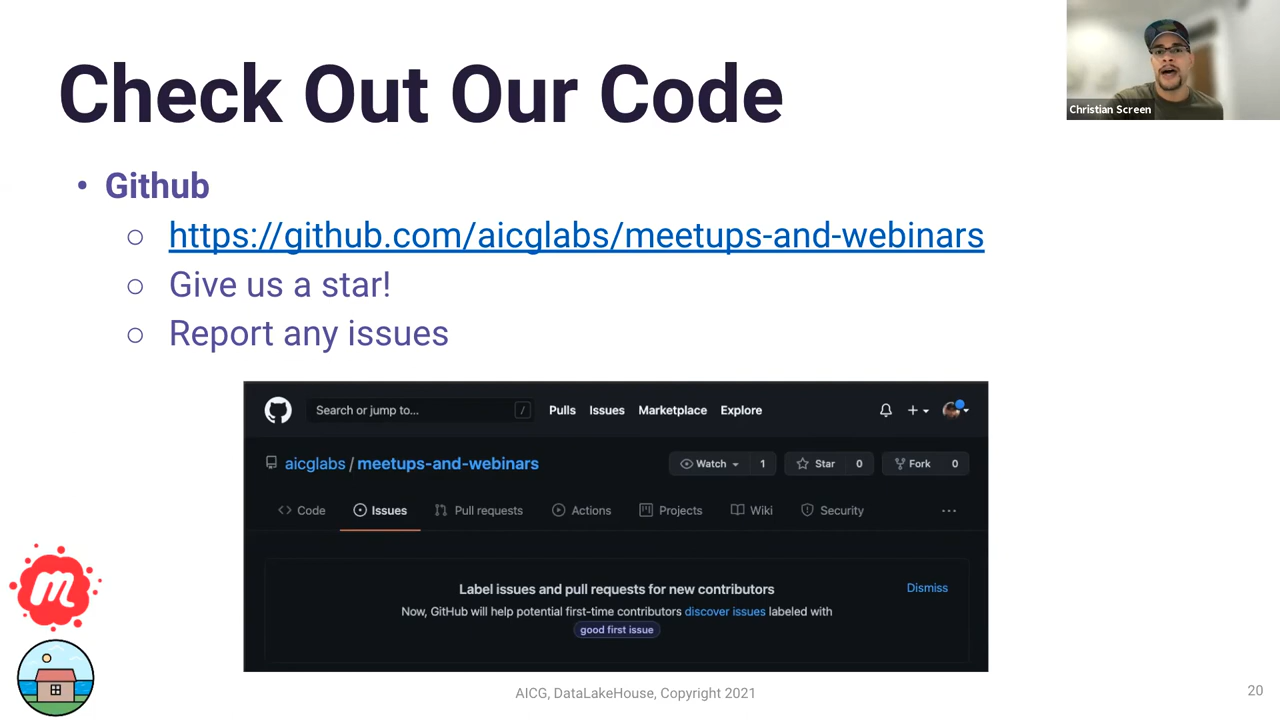 Check Out Our Code
Christian Screen
• Github
○ https://github.com/aicglabs/meetups-and-webinars
○ Give us a star!
○ Report any issues
Search or jump to... /
Pulls Issues Marketplace Explore
aicglabs / meetups-and-webinars
Watch 1 Star 0 Fork 0
Code Issues Pull requests Actions Projects Wiki Security ...
Label issues and pull requests for new contributors
Dismiss
Now, GitHub will help potential first-time contributors discover issues labeled with
good first issue
m
AICG, DataLakeHouse, Copyright 2021
20